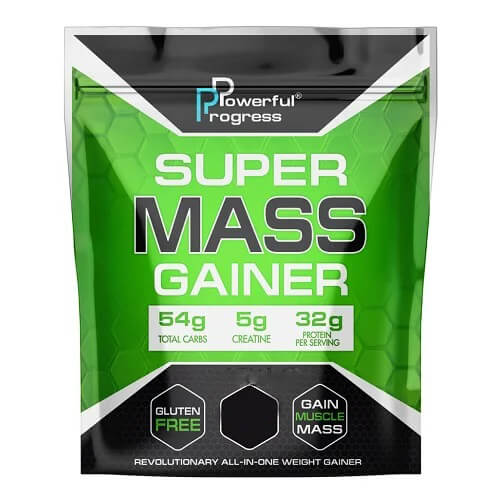 Powerful®
Progress
SUPER
MASS
GAINER
54g 5g 32g
TOTAL CARBS CREATINE PROTEIN
PER SERVING
GLUTEN
FREE
GAIN
MUSCLE
MASS
REVOLUTIONARY ALL-IN-ONE WEIGHT GAINER